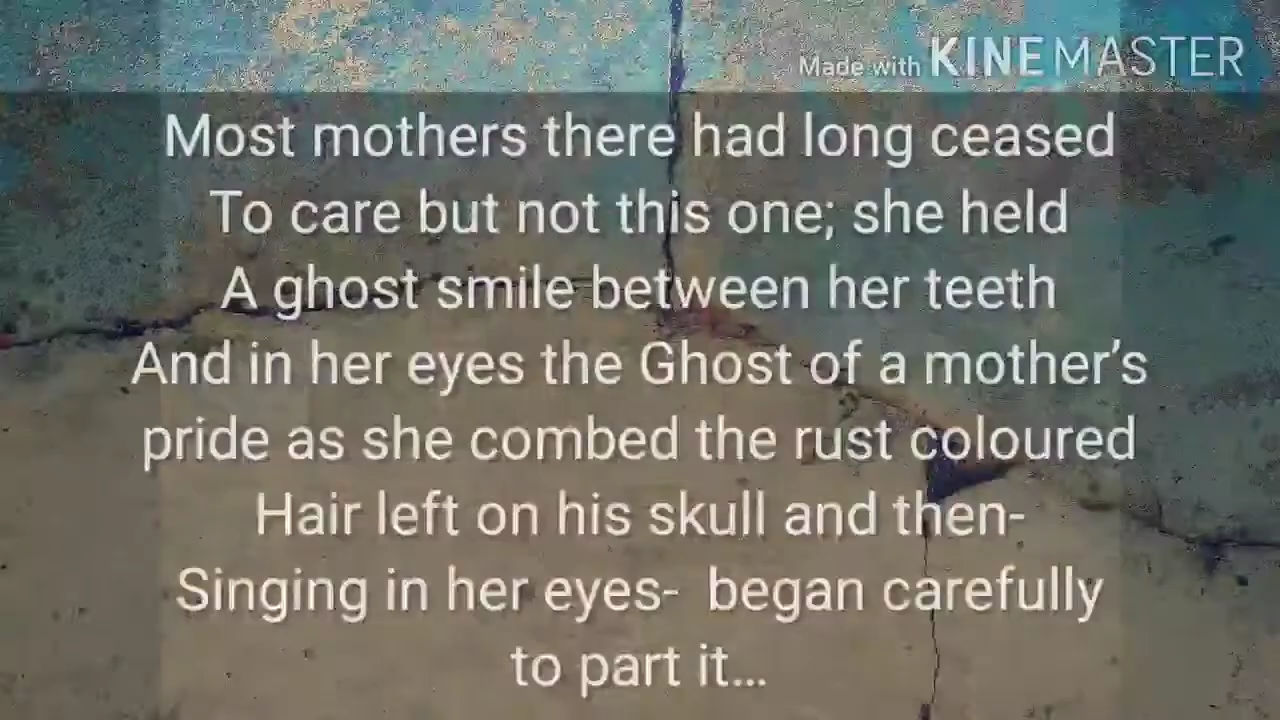 Made with KINEMASTER
Most mothers there had long ceased
To care but not this one; she held
A ghost smile between her teeth
And in her eyes the Ghost of a mother’s
pride as she combed the rust coloured
Hair left on his skull and then-
Singing in her eyes-  began carefully
to part it...